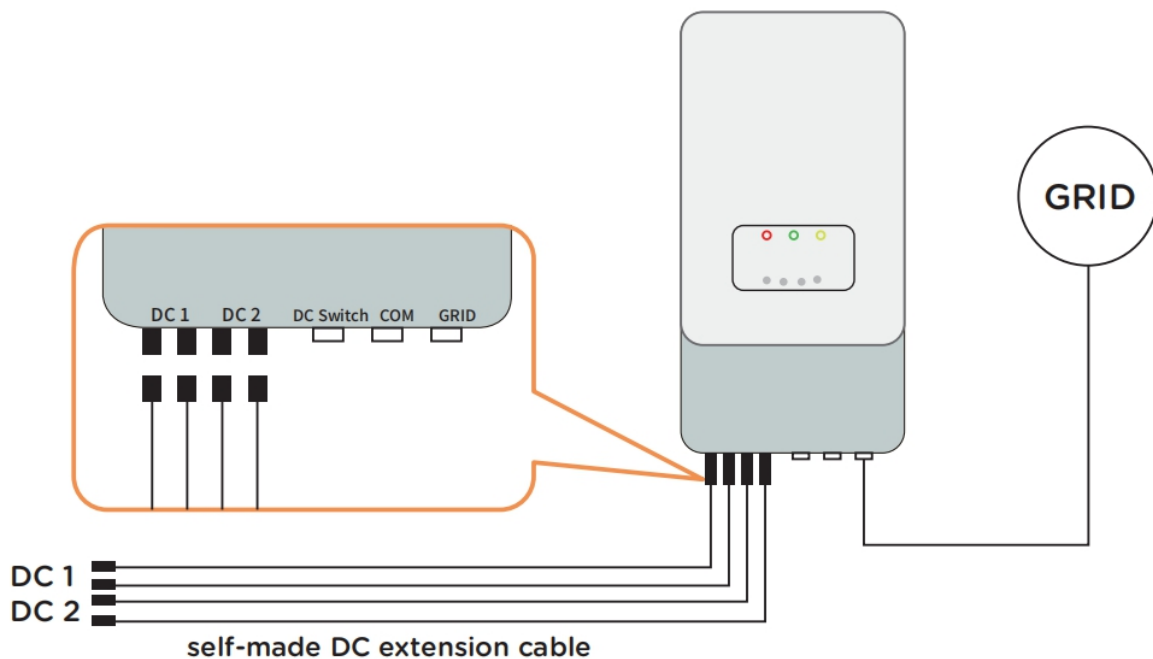 GRID
DC 1 DC 2 DC Switch COM GRID
DC 1
DC 2
self-made DC extension cable